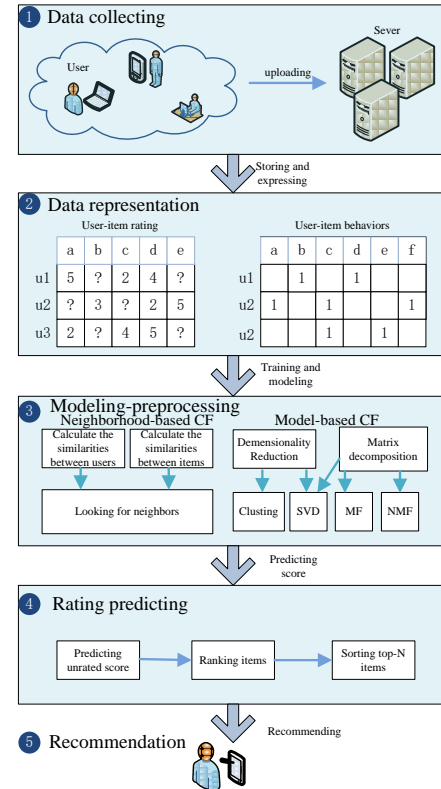 1 Data collecting
User
uploading
Sever
Storing and
expressing
2 Data representation
User-item rating
a b c d e
u1 5 ? 2 4 ?
u2 ? 3 ? 2 5
u3 2 ? 4 5 ?
User-item behaviors
a b c d e f
u1 1 1
u2 1 1 1
u2 1 1
Training and
modeling
3 Modeling-preprocessing
Neighborhood-based CF
Calculate the
similarities
between users
Calculate the
similarities
between items
Looking for neighbors
Model-based CF
Demensionality
Reduction
Matrix
decomposition
Clusting
SVD
MF
NMF
Predicting
score
4 Rating predicting
Predicting
unrated score
Ranking items
Sorting top-N
items
Recommending
5 Recommendation